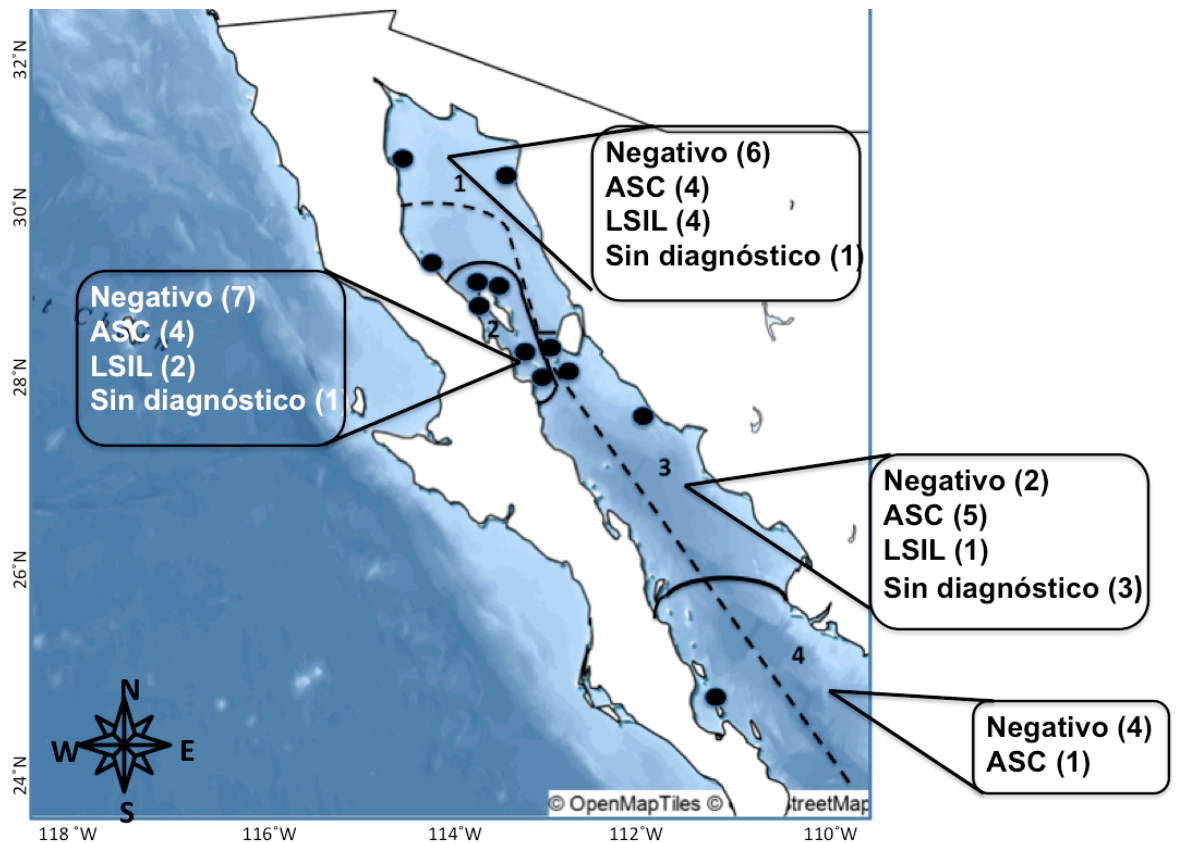 32˚N
30˚N
28˚N
26˚N
24˚N
1
Negativo (6)
ASC (4)
LSIL (4)
Sin diagnóstico (1)
Negativo (7)
ASC (4)
LSIL (2)
Sin diagnóstico (1
2
3
Negativo (2)
ASC (5)
LSIL (1)
Sin diagnóstico (3)
4
Negativo (4)
ASC (1)
N
W E
S
© OpenMapTiles © streetMap
118 ˚W 116˚W 114˚W 112˚W 110˚W